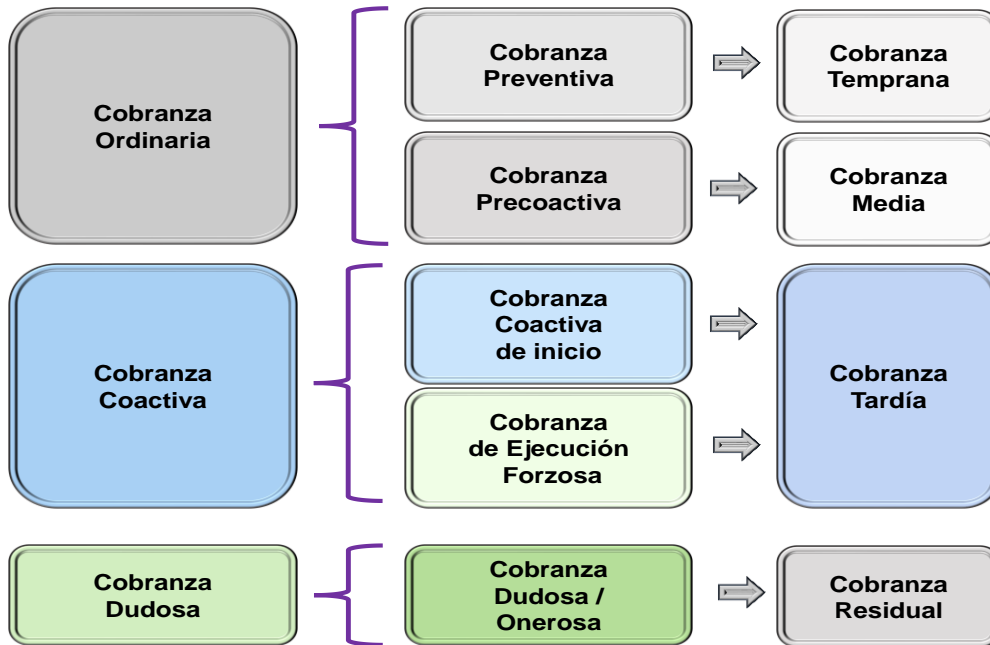 Cobranza
Ordinaria
Cobranza
Preventiva
Cobranza
Temprana
Cobranza
Precoactiva
Cobranza
Media
Cobranza
Coactiva
Cobranza
Coactiva
de inicio
Cobranza
de Ejecución
Forzosa
Cobranza
Tardía
Cobranza
Dudosa
Cobranza
Dudosa /
Onerosa
Cobranza
Residual